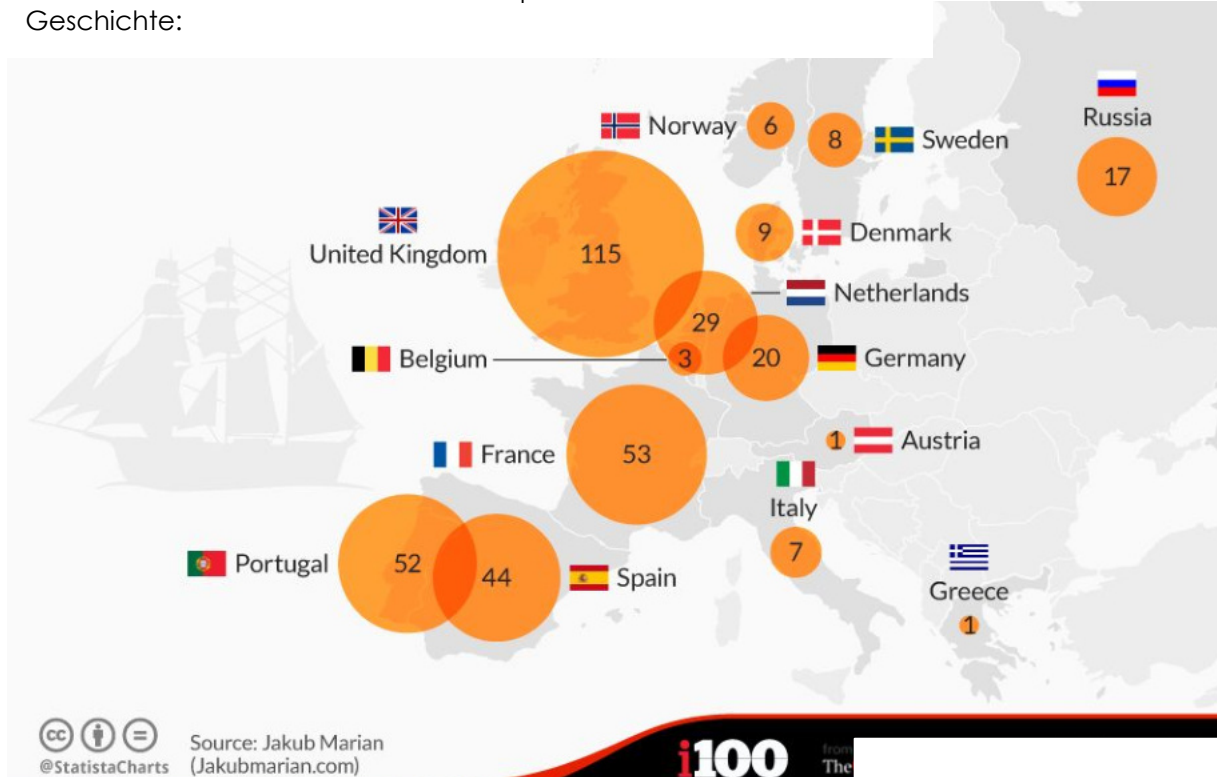 Geschichte:
Norway
6
8
Sweden
Russia
17
United Kingdom
115
9
Denmark
Netherlands
29
Belgium
3
20
Germany
France
53
1
Austria
Italy
7
Portugal
52
44
Spain
Greece
1
cc
@StatistaCharts
Source: Jakub Marian
(Jakubmarian.com)
i100
from
The